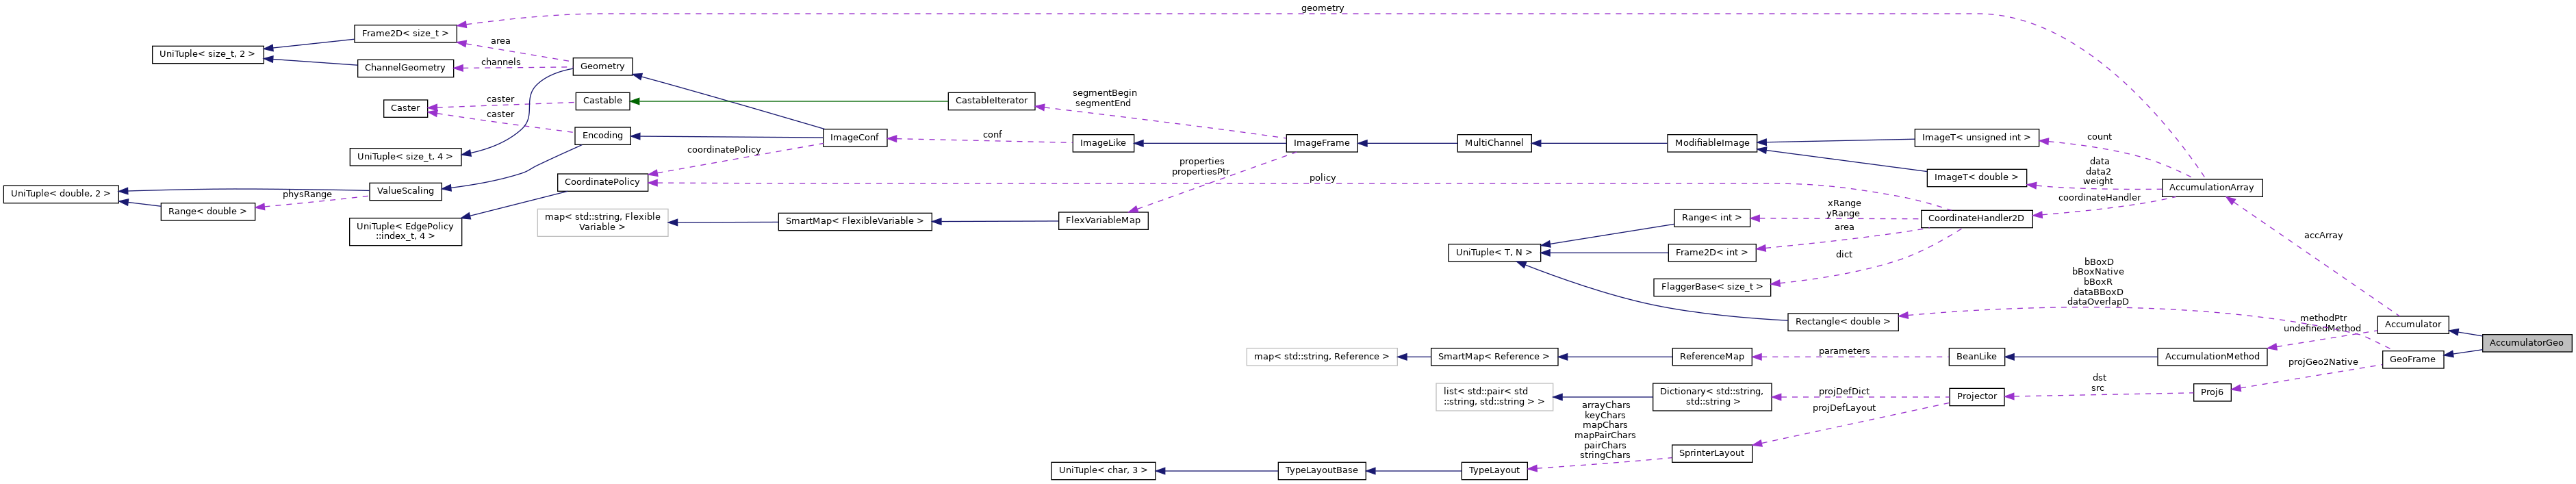 geometry
Frame2D< size_t >
area
UniTuple< size_t, 2 >
channels
ChannelGeometry
Geometry
Castable
caster
Caster
caster
Encoding
CastableIterator
segmentBegin
segmentEnd
ImageConf
conf
ImageLike
ImageFrame
MultiChannel
ModifiableImage
ImageT< unsigned int >
count
UniTuple< size_t, 4 >
coordinatePolicy
properties
propertiesPtr
ImageT< double >
data
data2
weight
AccumulationArray
CoordinatePolicy
policy
UniTuple< double, 2 >
ValueScaling
physRange
Range< double >
coordinateHandler
map< std::string, Flexible
Variable >
SmartMap< FlexibleVariable >
FlexVariableMap
UniTuple< EdgePolicy
::index_t, 4 >
Range< int >
xRange
yRange
CoordinateHandler2D
area
UniTuple< T, N >
Frame2D< int >
dict
FlaggerBase< size_t >
accArray
bBoxD
bBoxNative
bBoxR
dataBBoxD
dataOverlapD
Rectangle< double >
methodPtr
undefinedMethod
Accumulator
AccumulatorGeo
map< std::string, Reference >
SmartMap< Reference >
ReferenceMap
parameters
BeanLike
AccumulationMethod
GeoFrame
projGeo2Native
list< std::pair< std
::string, std::string > >
Dictionary< std::string,
std::string >
projDefDict
Projector
dst
src
Proj6
projDefLayout
arrayChars
keyChars
mapChars
mapPairChars
pairChars
stringChars
SprinterLayout
UniTuple< char, 3 >
TypeLayoutBase
TypeLayout